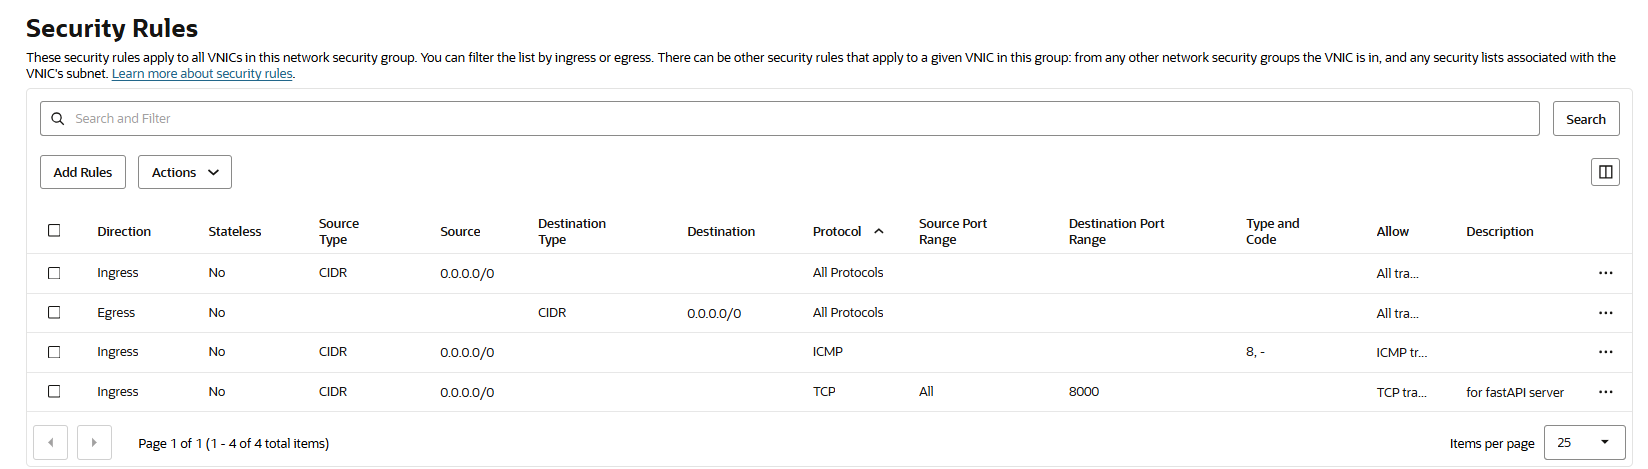 Security Rules
These security rules apply to all VNICs in this network security group. You can filter the list by ingress or egress. There can be other security rules that apply to a given VNIC in this group: from any other network security groups the VNIC is in, and any security lists associated with the
VNIC's subnet. Learn more about security rules.
Search and Filter Search
Add Rules Actions
Direction Stateless Source Type Source Destination Type Destination Protocol Source Port Range Destination Port Range Type and Code Allow Description
Ingress No CIDR 0.0.0.0/0 All Protocols All tra... ...
Egress No CIDR 0.0.0.0/0 All Protocols All tra... ...
Ingress No CIDR 0.0.0.0/0 ICMP 8, - ICMP tr... ...
Ingress No CIDR 0.0.0.0/0 TCP All 8000 TCP tra... for fastAPI server ...
Page 1 of 1 (1 - 4 of 4 total items) Items per page 25